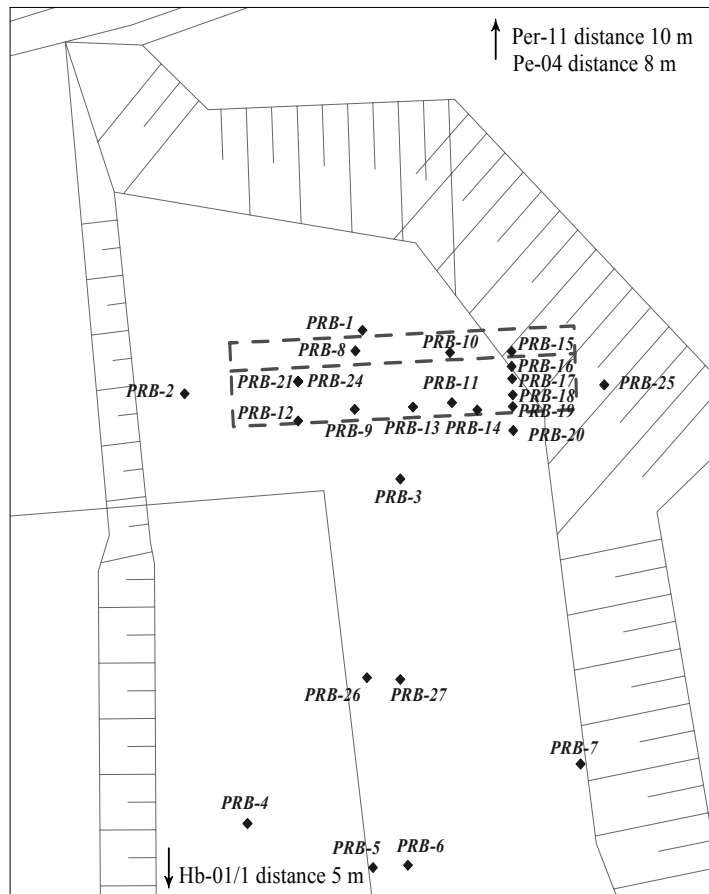 Per-11 distance 10 m
Pe-04 distance 8 m
PRB-1
PRB-8
PRB-10
PRB-15
PRB-16
PRB-21
PRB-24
PRB-17
PRB-25
PRB-2
PRB-11
PRB-18
PRB-12
PRB-19
PRB-9
PRB-13
PRB-14
PRB-20
PRB-3
PRB-26
PRB-27
PRB-7
PRB-4
PRB-5
PRB-6
Hb-01/1 distance 5 m